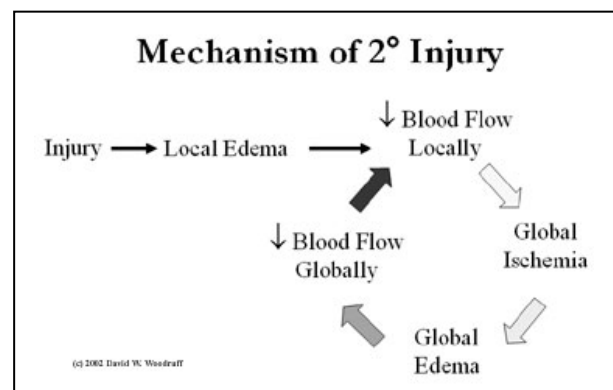 Mechanism of 2° Injury
Injury
Local Edema
↓ Blood Flow
Locally
Global
Ischemia
Global
Edema
↓ Blood Flow
Globally
(c) 2002 David W. Woodruff